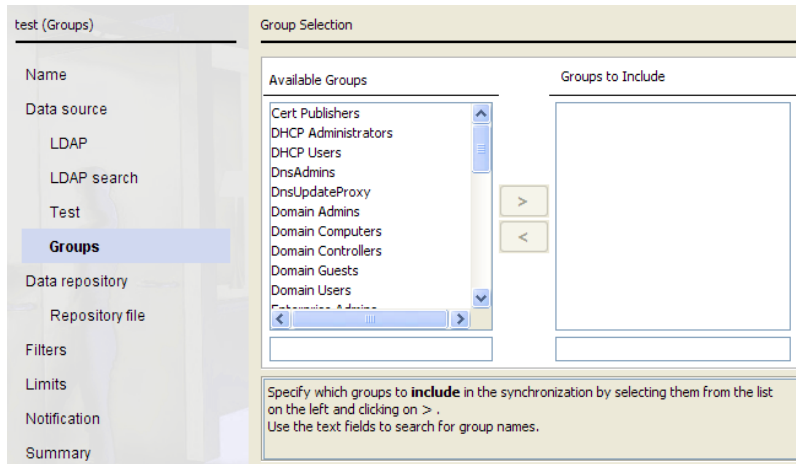 test (Groups)
Name
Data source
LDAP
LDAP search
Test
Groups
Data repository
Repository file
Filters
Limits
Notification
Summary
Group Selection
Available Groups
Cert Publishers
DHCP Administrators
DHCP Users
DnsAdmins
DnsUpdateProxy
Domain Admins
Domain Computers
Domain Controllers
Domain Guests
Domain Users
Enterprise Admins
>
<
Groups to Include
Specify which groups to include in the synchronization by selecting them from the list
on the left and clicking on > .
Use the text fields to search for group names.